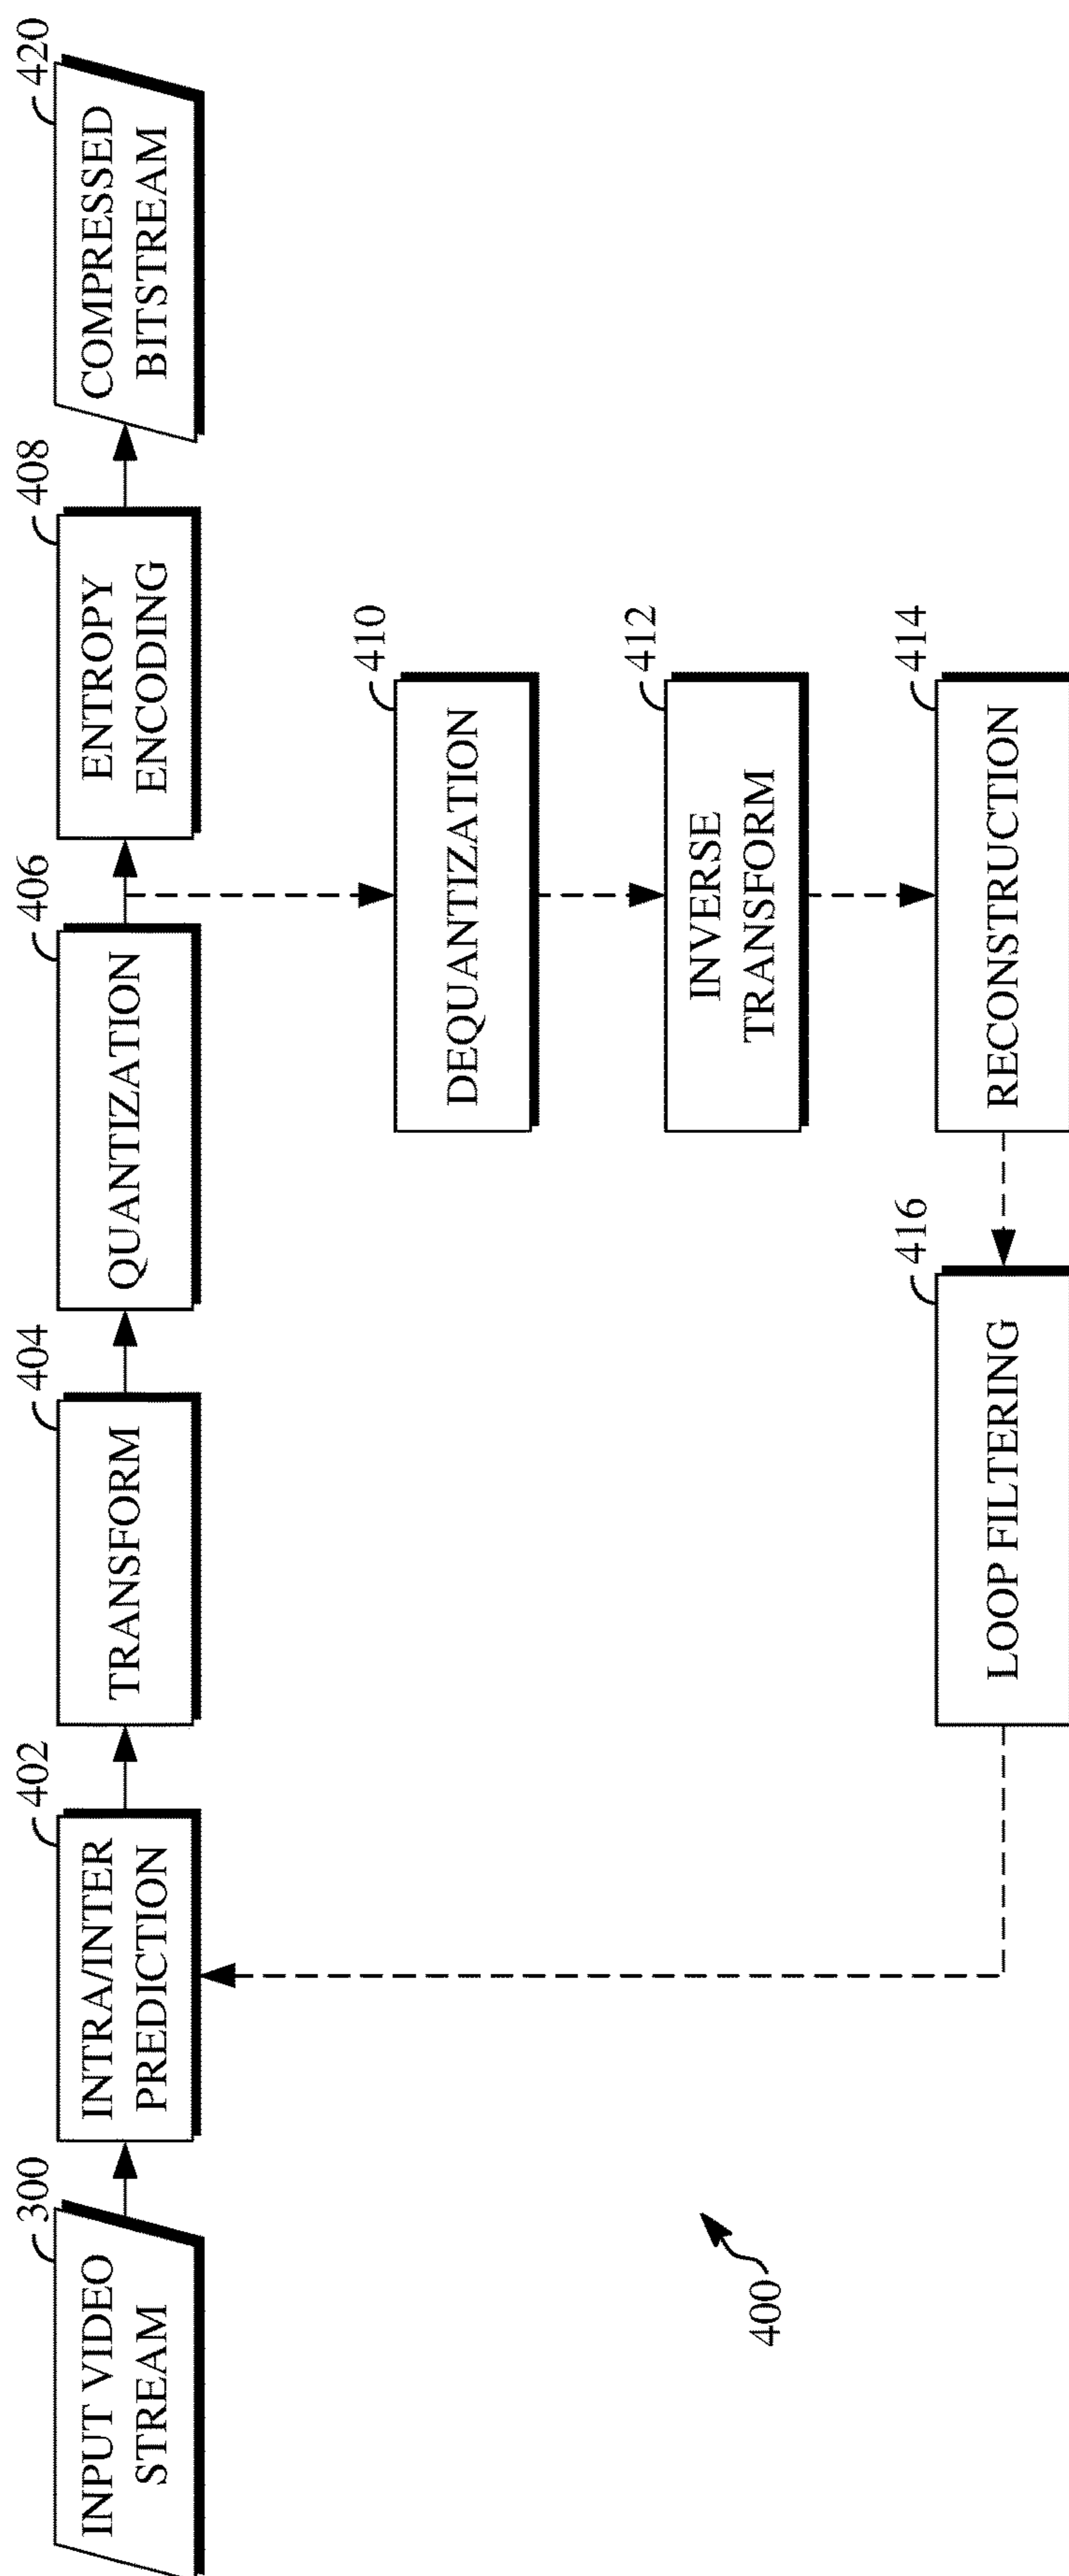 300
INPUT VIDEO
STREAM
402
INTRA/INTER
PREDICTION
404
TRANSFORM
406
QUANTIZATION
408
ENTROPY
ENCODING
420
COMPRESSED
BITSTREAM
410
DEQUANTIZATION
412
INVERSE
TRANSFORM
414
RECONSTRUCTION
416
LOOP FILTERING
400